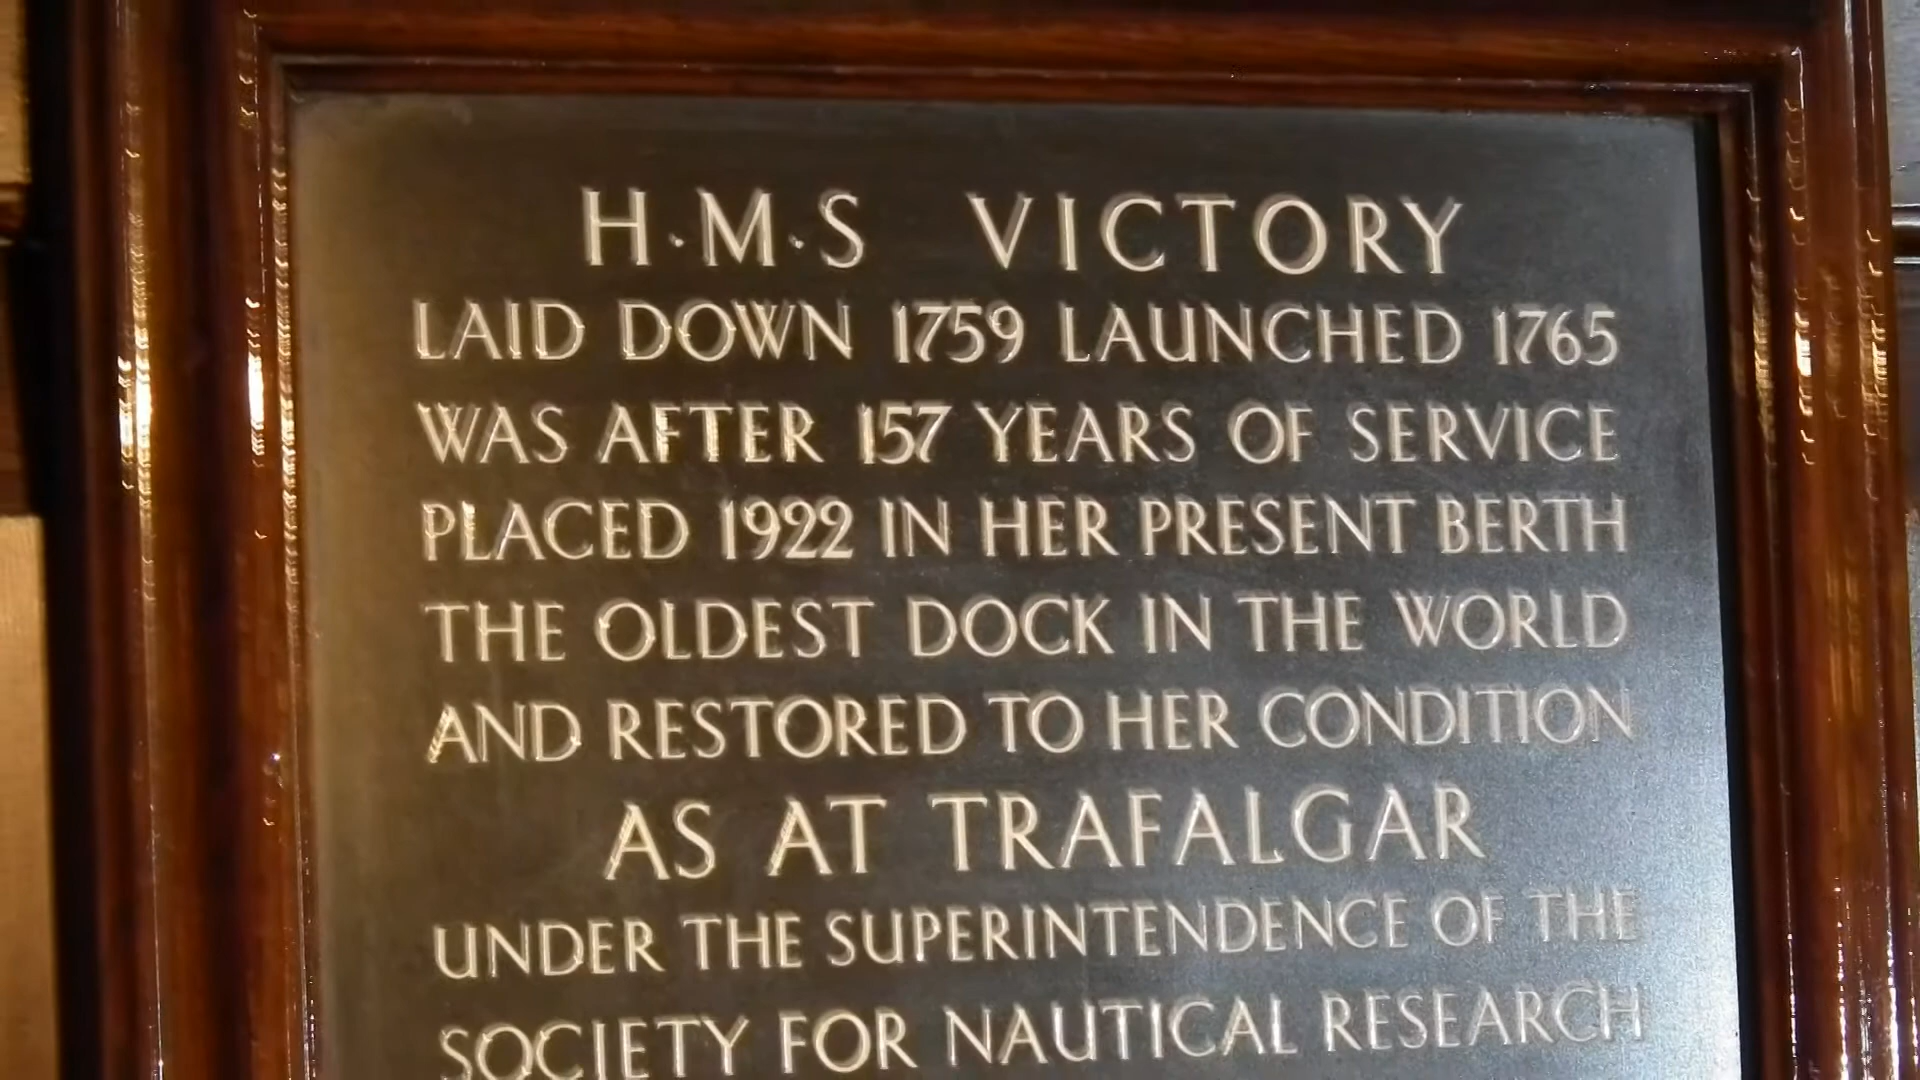 H·M·S VICTORY
LAID DOWN 1759 LAUNCHED 1765
WAS AFTER 157 YEARS OF SERVICE
PLACED 1922 IN HER PRESENT BERTH
THE OLDEST DOCK IN THE WORLD
AND RESTORED TO HER CONDITION
AS AT TRAFALGAR
UNDER THE SUPERINTENDENCE OF THE
SOCIETY FOR NAUTICAL RESEARCH